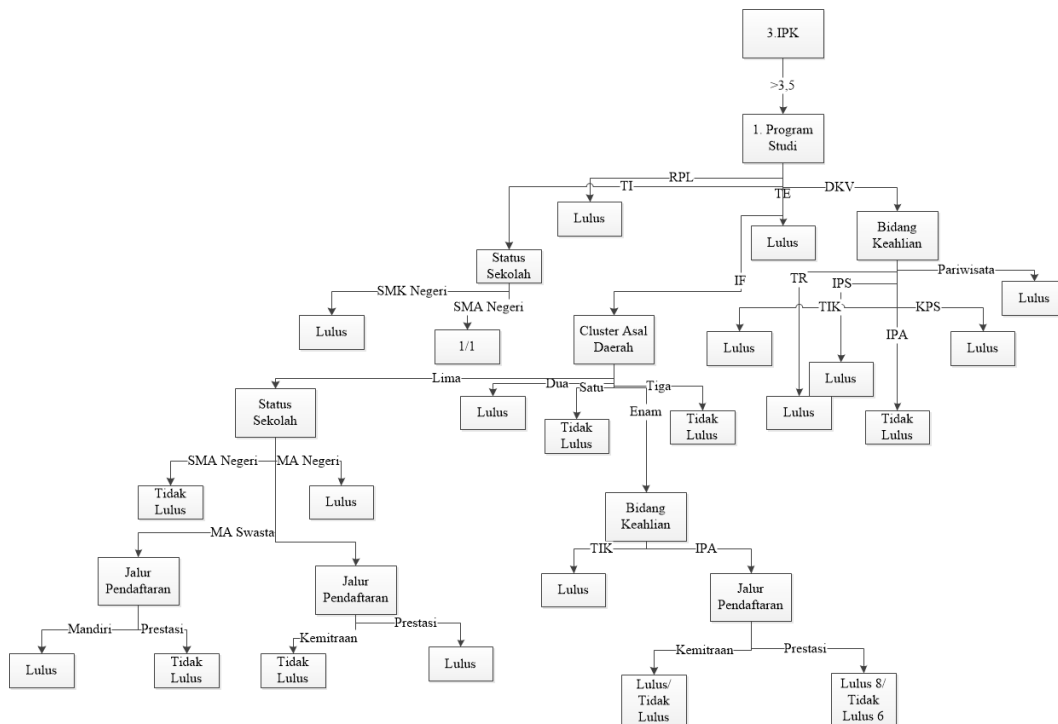 3.IPK
>3,5
1. Program
Studi
RPL
TI
TE
DKV
Lulus
Lulus
Bidang
Keahlian
Status
Sekolah
IF
TR
IPS
Pariwista
Lulus
SMK Negeri
SMA Negeri
TIK
KPS
Lulus
1/1
Cluster Asal
Daerah
Lulus
IPA
Lulus
Lulus
Lima
Dua
Satu
Tiga
Status
Sekolah
Lulus
Enam
Lulus
Tidak
Lulus
Tidak
Lulus
Tidak
Lulus
SMA Negeri
MA Negeri
Tidak
Lulus
Lulus
Bidang
Keahlian
MA Swasta
TIK
IPA
Jalur
Pendaftaran
Jalur
Pendaftaran
Lulus
Jalur
Pendaftaran
Mandiri
Prestasi
Kemitraan
Prestasi
Kemitraan
Prestasi
Lulus
Tidak
Lulus
Tidak
Lulus
Lulus
Lulus/
Tidak
Lulus
Lulus 8/
Tidak
Lulus 6